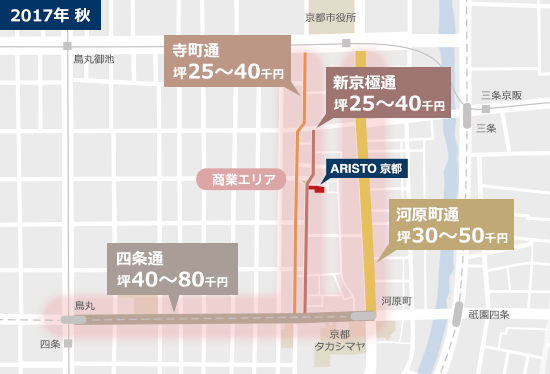 2017年 秋
京都市役所
烏丸御池
寺町通
坪25〜40千円
新京極通
坪25〜40千円
三条京阪
三条
ARISTO 京都
商業エリア
河原町通
坪30〜50千円
四条通
坪40〜80千円
烏丸
河原町
祇園四条
四条
京都
タカシマヤ